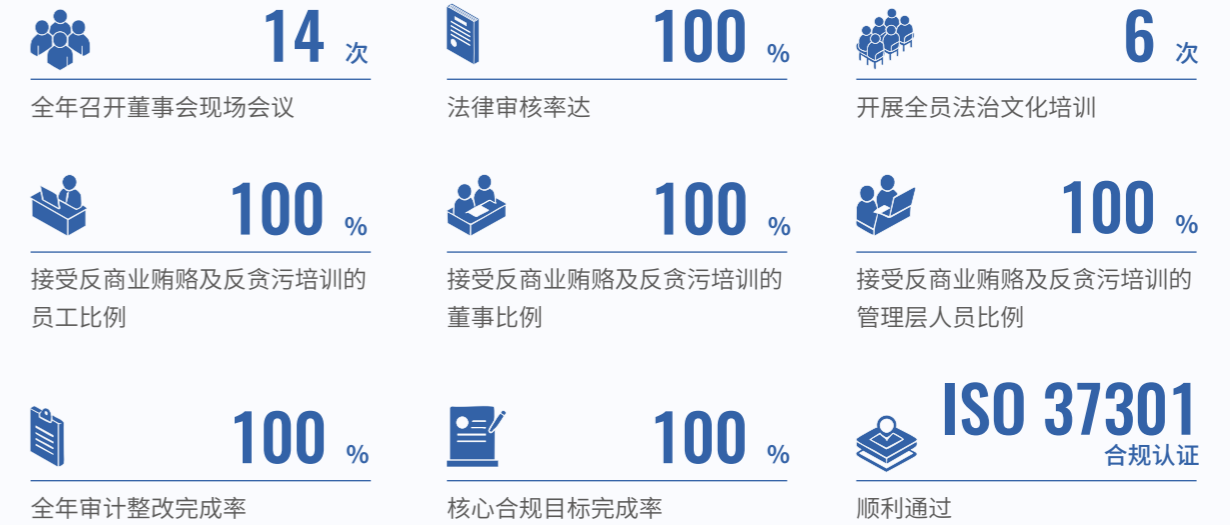 14 次
全年召开董事会现场会议
100 %
法律审核率达
6 次
开展全员法治文化培训
100 %
接受反商业贿赂及反贪污培训的
员工比例
100 %
接受反商业贿赂及反贪污培训的
董事比例
100 %
接受反商业贿赂及反贪污培训的
管理层人员比例
100 %
全年审计整改完成率
100 %
核心合规目标完成率
ISO 37301
合规认证
顺利通过